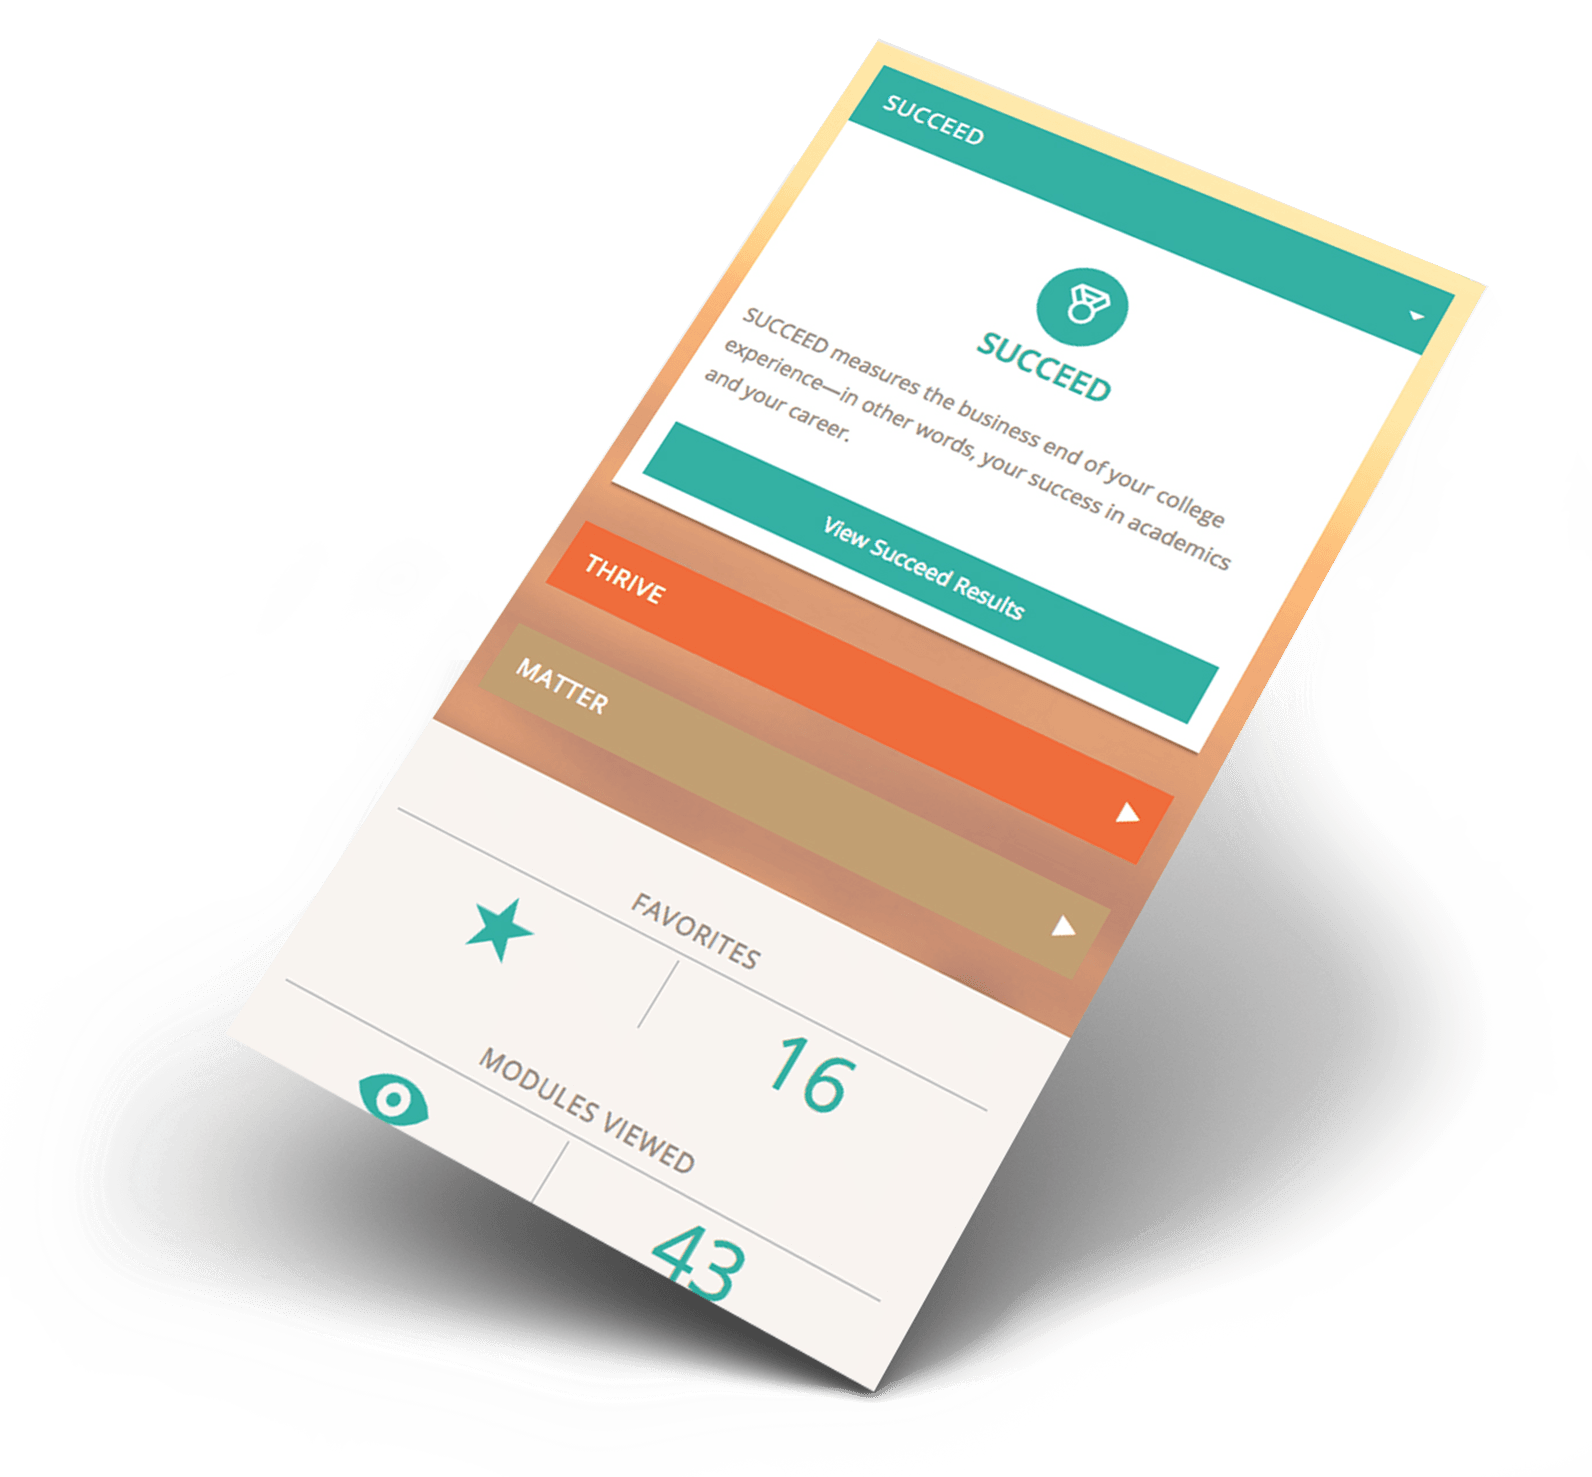 SUCCEED
SUCCEED
SUCCEED measures the business end of your college
experience—in other words, your success in academics
and your career.
View Succeed Results
THRIVE
MATTER
FAVORITES
16
MODULES VIEWED
43